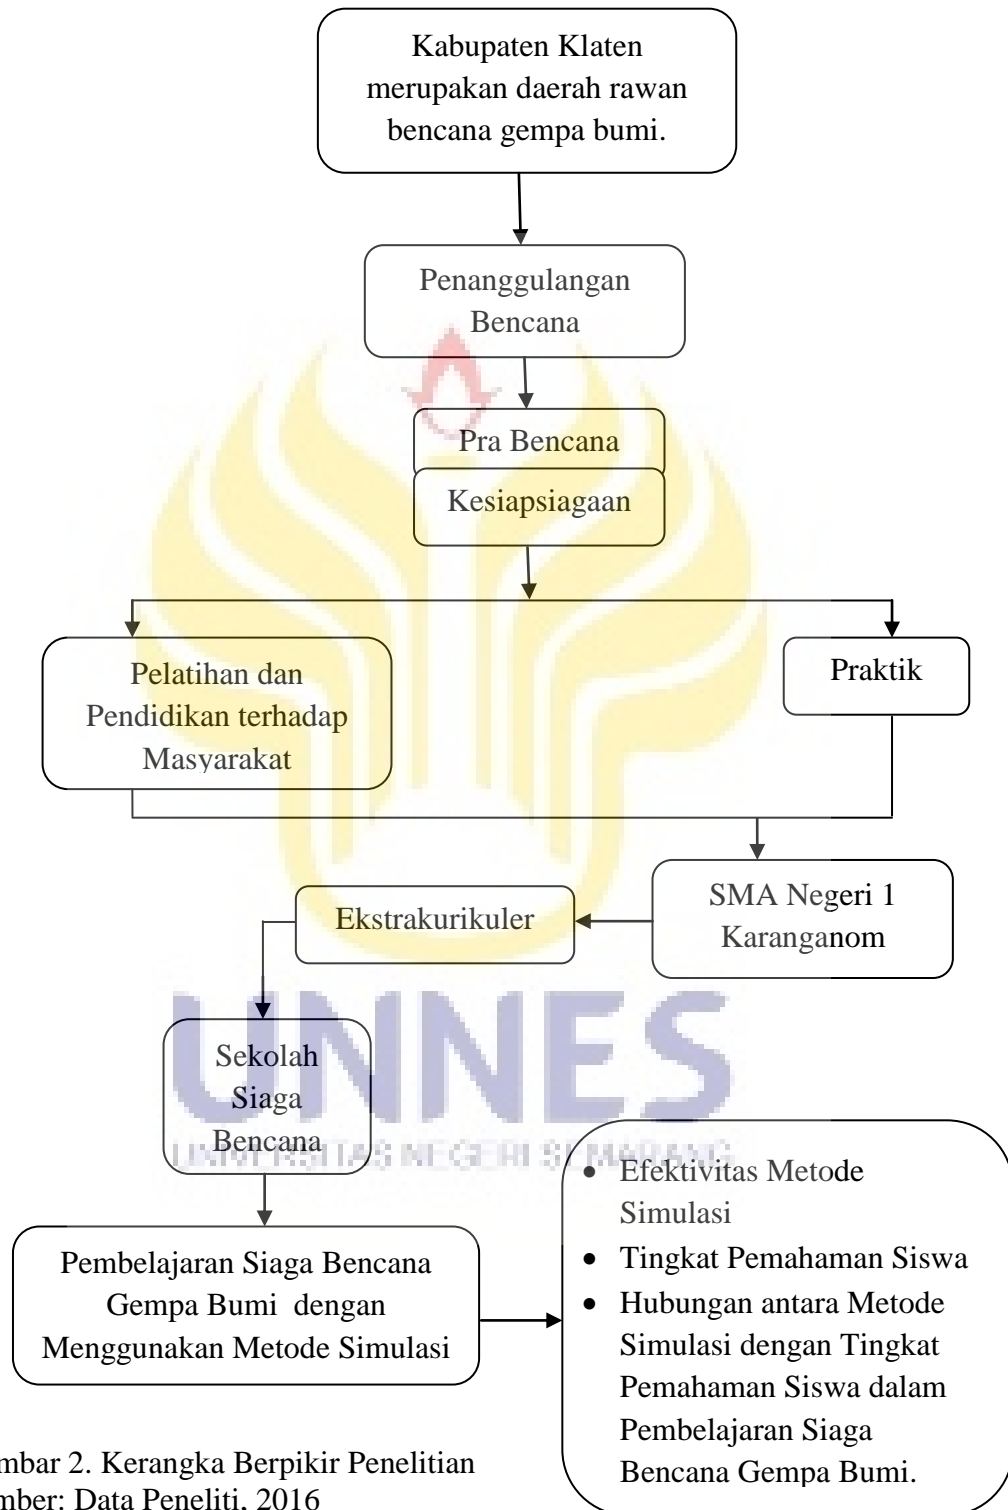 Kabupaten Klaten
merupakan daerah rawan
bencana gempa bumi.
Penanggulangan
Bencana
Pra Bencana
Kesiapsiagaan
Pelatihan dan
Pendidikan terhadap
Masyarakat
Praktik
SMA Negeri 1
Karanganom
Ekstrakurikuler
Sekolah
Siaga
Bencana
UNNES
UNIVERSITAS NEGERI SEMARANG
Pembelajaran Siaga Bencana
Gempa Bumi dengan
Menggunakan Metode Simulasi
• Efektivitas Metode
Simulasi
• Tingkat Pemahaman Siswa
• Hubungan antara Metode
Simulasi dengan Tingkat
Pemahaman Siswa dalam
Pembelajaran Siaga
Bencana Gempa Bumi.
mbar 2. Kerangka Berpikir Penelitian
mber: Data Peneliti, 2016